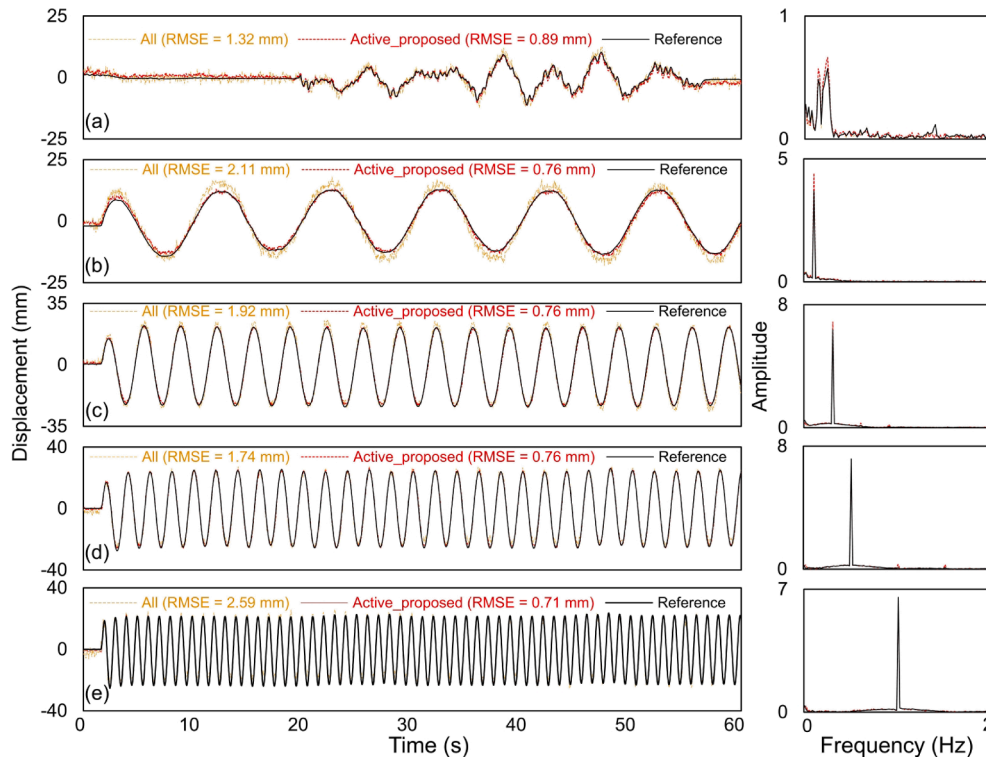 25
All (RMSE = 1.32 mm) Active_proposed (RMSE = 0.89 mm) Reference
0
(a)
-25
1
0
25
All (RMSE = 2.11 mm) Active_proposed (RMSE = 0.76 mm) Reference
0
(b)
-25
5
0
35
All (RMSE = 1.92 mm) Active_proposed (RMSE = 0.76 mm) Reference
0
(c)
-35
8
0
40
All (RMSE = 1.74 mm) Active_proposed (RMSE = 0.76 mm) Reference
0
(d)
-40
8
0
40
All (RMSE = 2.59 mm) Active_proposed (RMSE = 0.71 mm) Reference
0
(e)
-40
7
0
Displacement (mm)
Amplitude
0 10 20 30 40 50 60
Time (s)
0 2
Frequency (Hz)